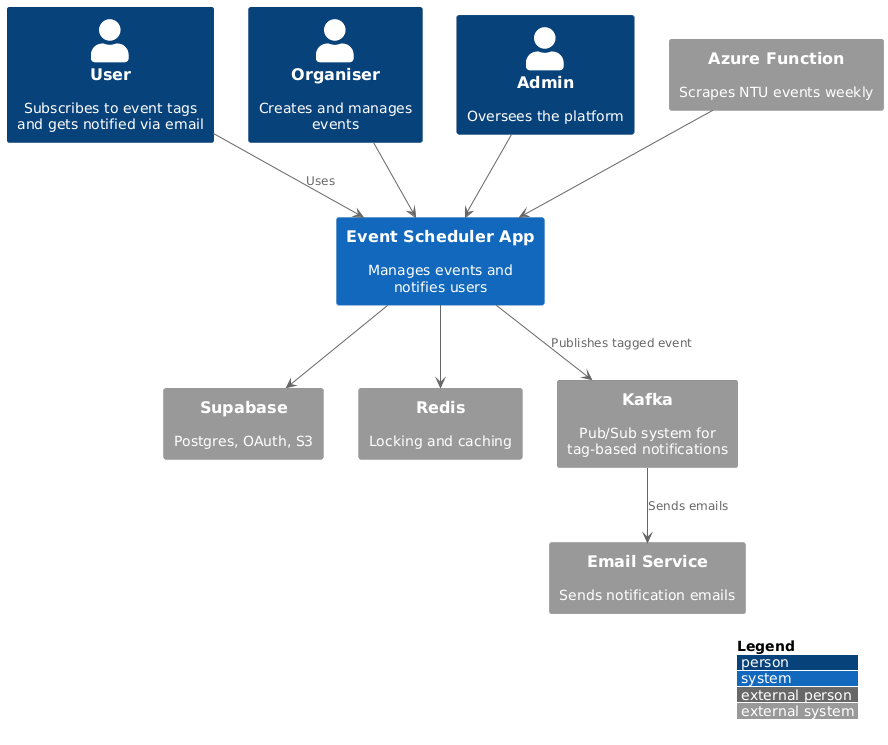 User
Subscribes to event tags
and gets notified via email
Organiser
Creates and manages
events
Admin
Oversees the platform
Azure Function
Scrapes NTU events weekly
Uses
Event Scheduler App
Manages events and
notifies users
Publishes tagged event
Supabase
Postgres, OAuth, S3
Redis
Locking and caching
Kafka
Pub/Sub system for
tag-based notifications
Sends emails
Email Service
Sends notification emails
Legend
person
system
external person
external system